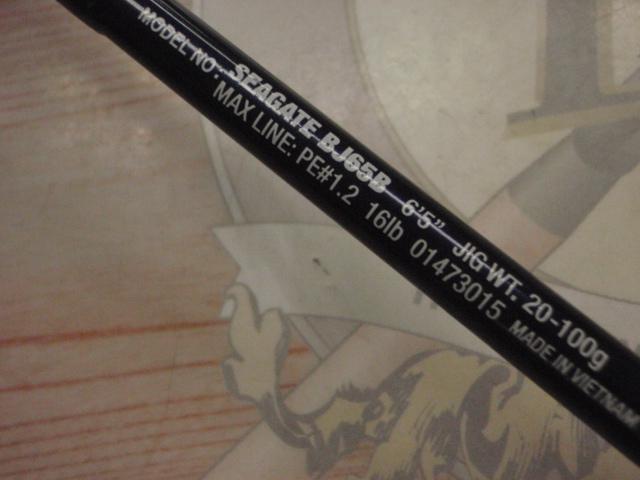 MODEL NO. SEAGATE BJ65B 6'5" JIG WT. 20-100g
MAX LINE: PE#1.2 16lb 01473015 MADE IN VIETNAM